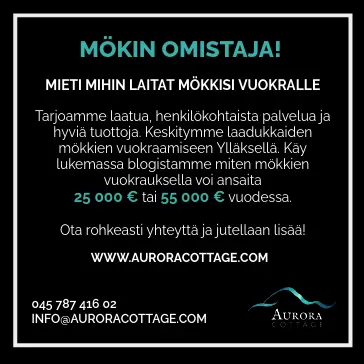 MÖKIN OMISTAJA!
MIETI MIHIN LAITAT MÖKKISI VUOKRALLE
Tarjoamme laatua, henkilökohtaista palvelua ja
hyviä tuottoja. Keskitymme laadukkaiden
mökkien vuokraamiseen Ylläksellä. Käy
lukemassa blogistamme miten mökkien
vuokrauksella voi ansaita
25 000 € tai 55 000 € vuodessa.
Ota rohkeasti yhteyttä ja jutellaan lisää!
WWW.AURORACOTTAGE.COM
045 787 416 02
INFO@AURORACOTTAGE.COM
AURORA
COTTAGE